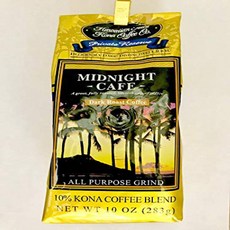 Hawaiian
Kona Coffee Co.
Private Reserve
MIDNIGHT
CAFE
Dark Roast Coffee
ALL PURPOSE GRIND
10% KONA COFFEE BLEND
NET WT 10 OZ (283g)